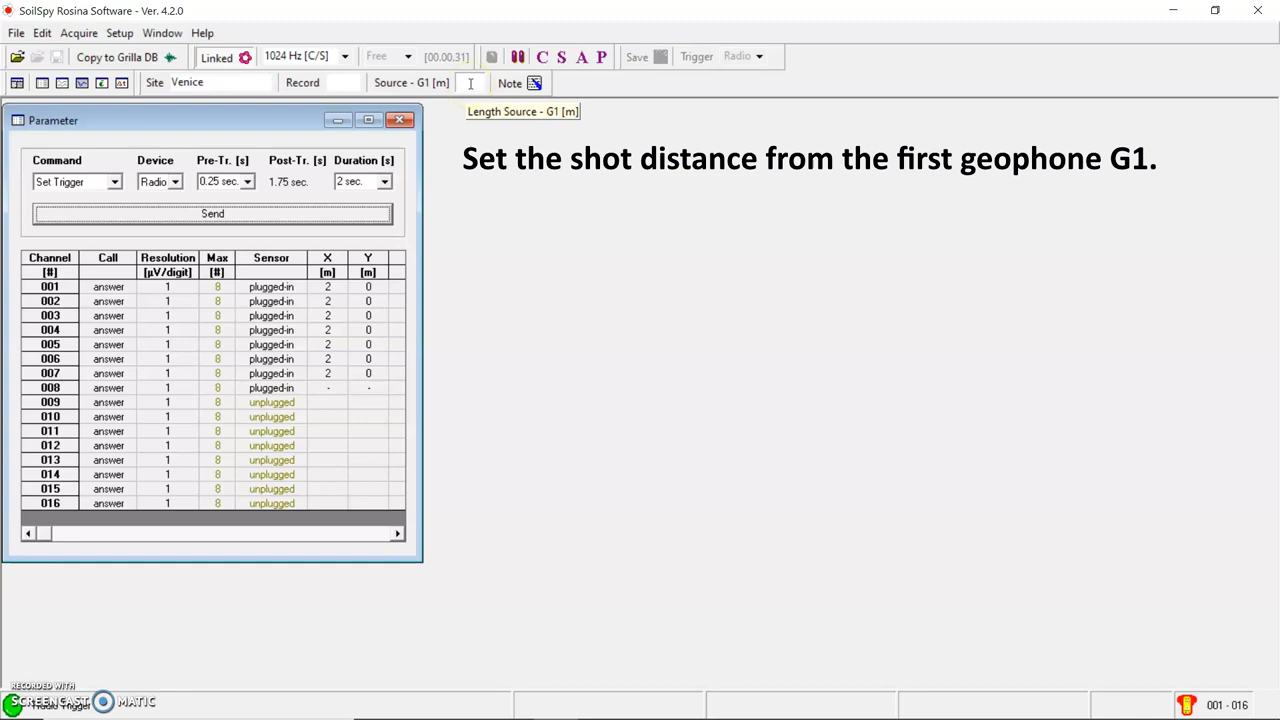 SoilSpy Rosina Software - Ver. 4.2.0
File Edit Acquire Setup Window Help
Copy to Grilla DB Linked 1024 Hz [C/S] Free [00.00.31] C S A P Save Trigger Radio
Site Venice Record Source - G1 [m] Note
Length Source - G1 [m]
Parameter
Set the shot distance from the first geophone G1.
Command Device Pre-Tr. [s] Post-Tr. [s] Duration [s]
Set Trigger Radio 0.25 sec. 1.75 sec. 2 sec.
Send
Channel Call Resolution Max Sensor X Y
[#] [µV/digit] [#] [m] [m]
001 answer 1 8 plugged-in 2 0
002 answer 1 8 plugged-in 2 0
003 answer 1 8 plugged-in 2 0
004 answer 1 8 plugged-in 2 0
005 answer 1 8 plugged-in 2 0
006 answer 1 8 plugged-in 2 0
007 answer 1 8 plugged-in 2 0
008 answer 1 8 plugged-in - -
009 answer 1 8 unplugged
010 answer 1 8 unplugged
011 answer 1 8 unplugged
012 answer 1 8 unplugged
013 answer 1 8 unplugged
014 answer 1 8 unplugged
015 answer 1 8 unplugged
016 answer 1 8 unplugged
RECORDED WITH
SCREENCAST MATIC
Trigger
001 - 016